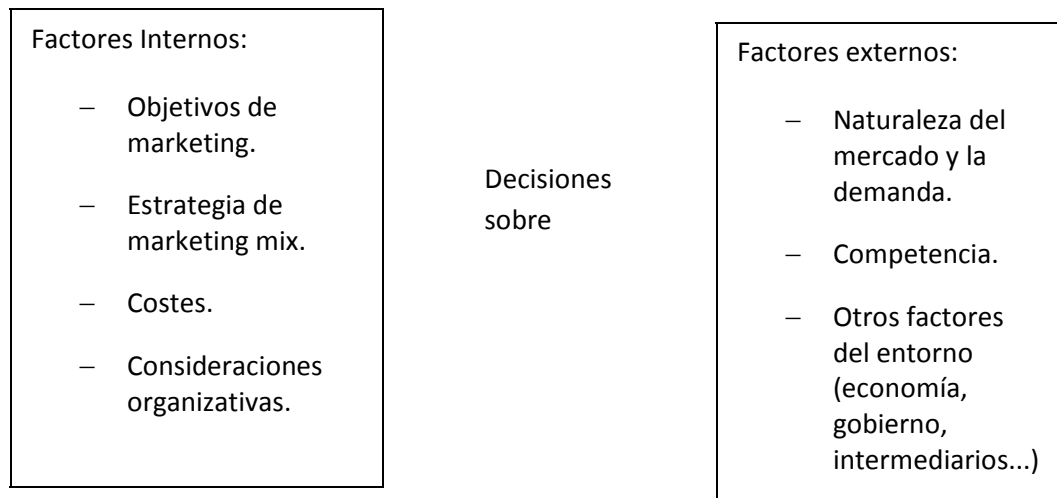 Factores Internos:
– Objetivos de
marketing.
– Estrategia de
marketing mix.
– Costes.
– Consideraciones
organizativas.
Decisiones
sobre
Factores externos:
– Naturaleza del
mercado y la
demanda.
– Competencia.
– Otros factores
del entorno
(economía,
gobierno,
intermediarios...)